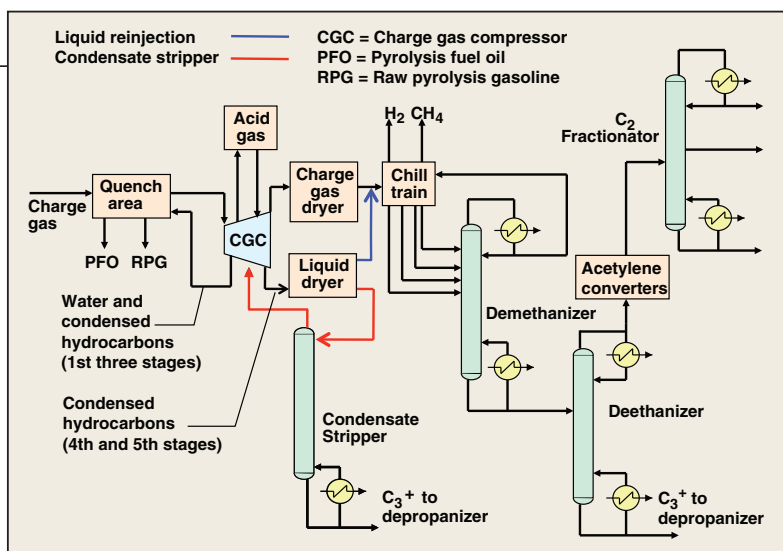 Liquid reinjection
Condensate stripper
CGC = Charge gas compressor
PFO = Pyrolysis fuel oil
RPG = Raw pyrolysis gasoline
H2 CH4
C2
Fractionator
Acid
gas
Quench
area
Charge
gas
dryer
Chill
train
Charge
gas
CGC
PFO RPG
Liquid
dryer
Acetylene
converters
Water and
condensed
hydrocarbons
(1st three stages)
Demethanizer
Condensed
hydrocarbons
(4th and 5th stages)
Condensate
Stripper
Deethanizer
C3+ to
depropanizer
C3+ to
depropanizer